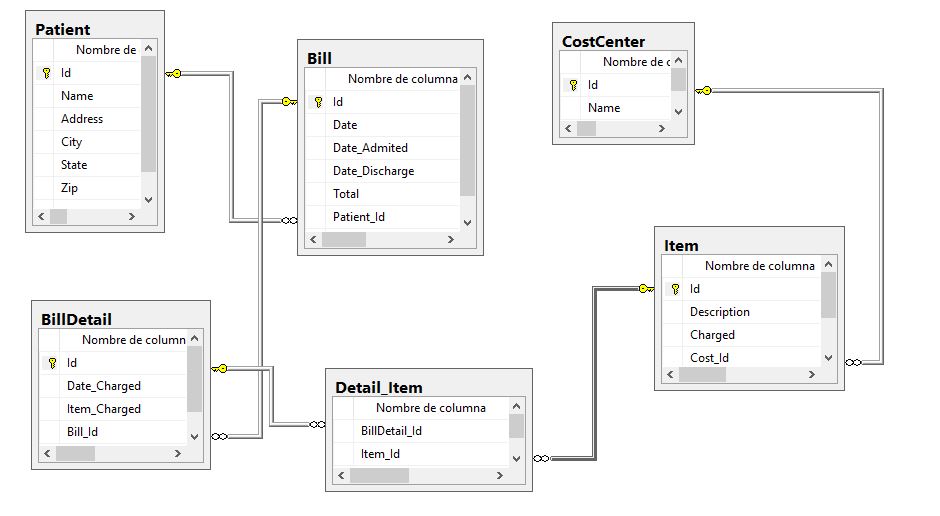 Patient
Nombre de
Id
Name
Address
City
State
Zip
Bill
Nombre de columna
Id
Date
Date_Admited
Date_Discharge
Total
Patient_Id
CostCenter
Nombre de c
Id
Name
Item
Nombre de columna
Id
Description
Charged
Cost_Id
BillDetail
Nombre de column
Id
Date_Charged
Item_Charged
Bill_Id
Detail_Item
Nombre de columna
BillDetail_Id
Item_Id